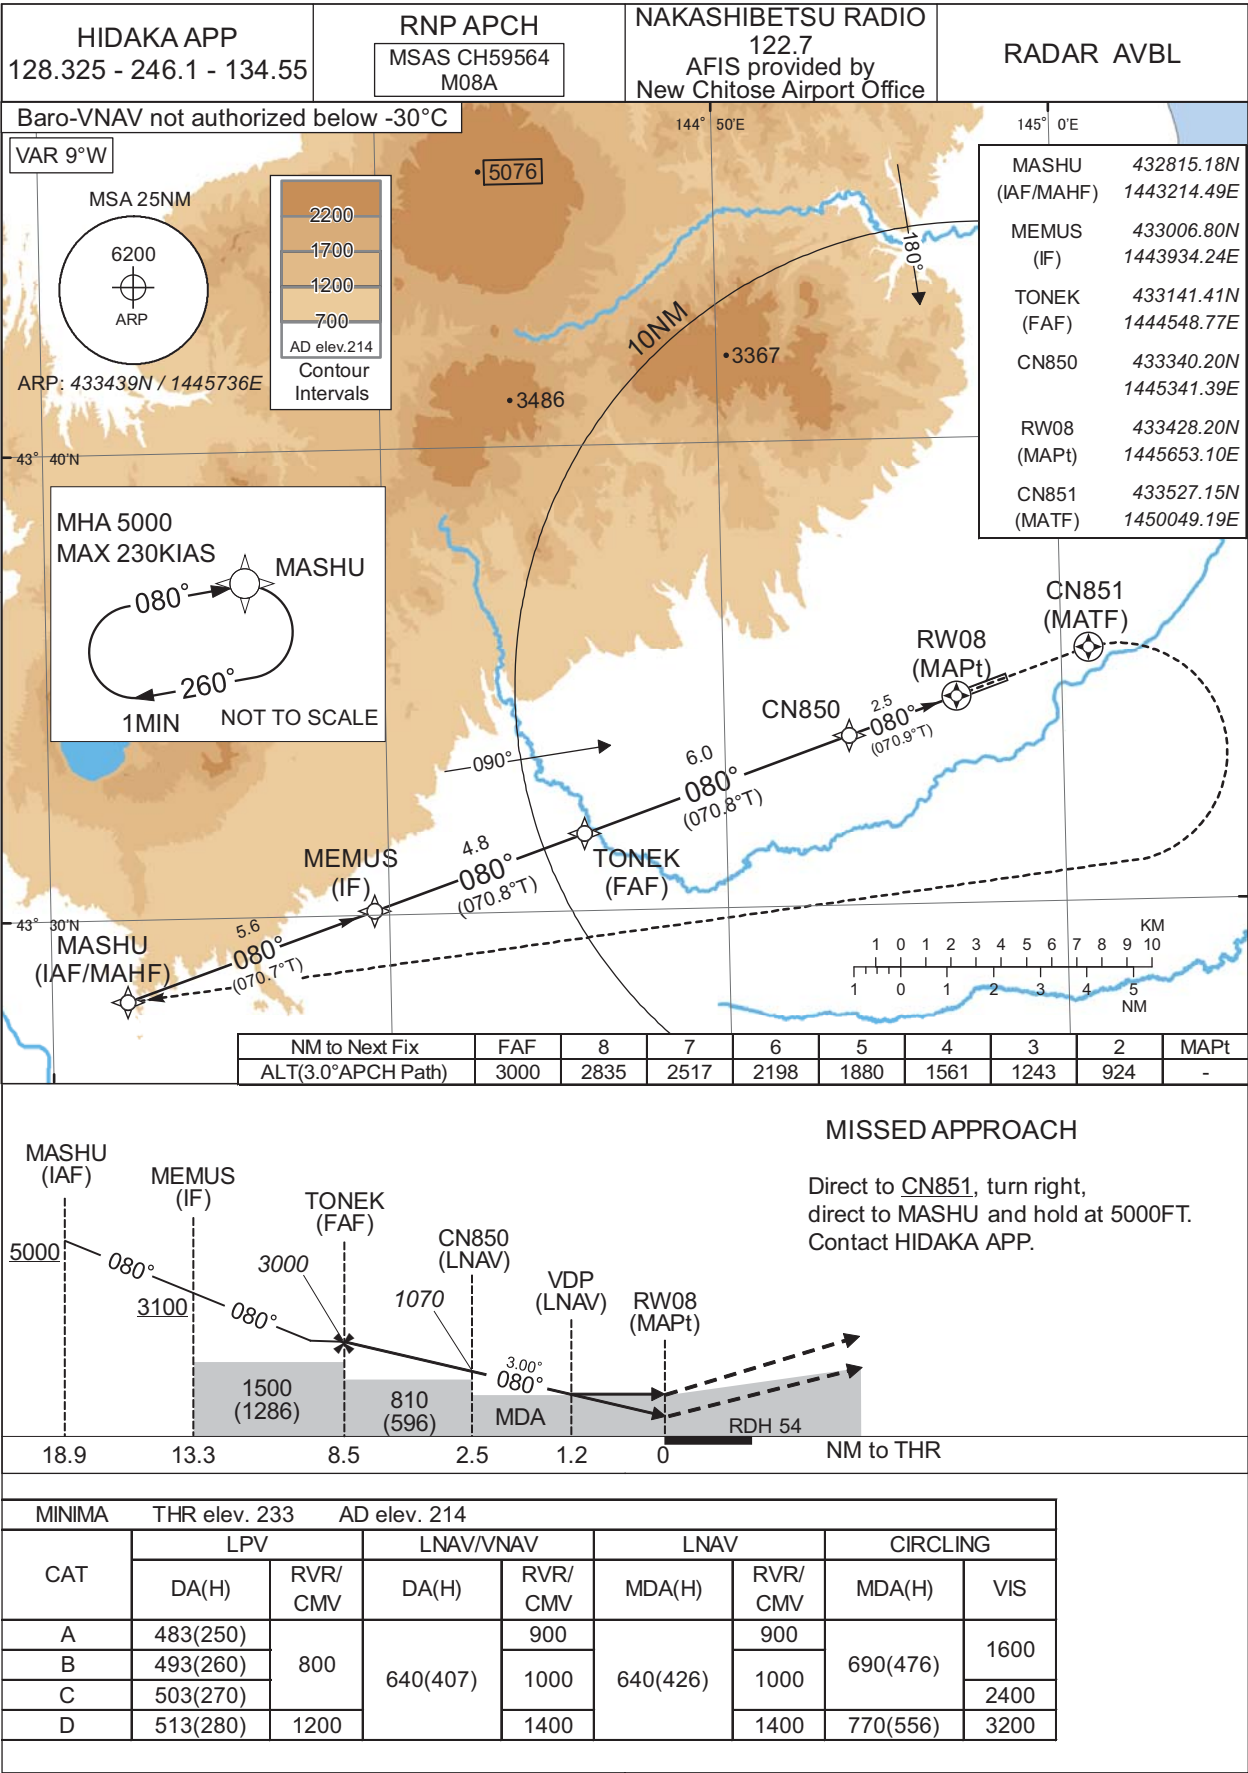 HIDAKA APP
128.325 - 246.1 - 134.55
RNP APCH
MSAS CH59564
M08A
NAKASHIBETSU RADIO
122.7
AFIS provided by
New Chitose Airport Office
RADAR AVBL
Baro-VNAV not authorized below -30°C
VAR 9°W
MSA 25NM
6200
ARP
ARP: 433439N / 1445736E
2200
1700
1200
700
AD elev.214
Contour
Intervals
5076
144° 50'E
145° 0'E
180°
10NM
3367
3486
43° 40'N
MASHU 432815.18N
(IAF/MAHF) 1443214.49E
MEMUS 433006.80N
(IF) 1443934.24E
TONEK 433141.41N
(FAF) 1444548.77E
CN850 433340.20N
1445341.39E
RW08 433428.20N
(MAPt) 1445653.10E
CN851 433527.15N
(MATF) 1450049.19E
MHA 5000
MAX 230KIAS
MASHU
080°
260°
1MIN
NOT TO SCALE
CN851
(MATF)
RW08
(MAPt)
CN850
2.5
080°
(070.9°T)
090°
6.0
080°
(070.8°T)
TONEK
(FAF)
4.8
080°
(070.8°T)
MEMUS
(IF)
43° 30'N
5.6
080°
(070.7°T)
MASHU
(IAF/MAHF)
KM
1 0 1 2 3 4 5 6 7 8 9 10
1 0 1 2 3 4 5
NM
NM to Next Fix FAF 8 7 6 5 4 3 2 MAPt
ALT(3.0°APCH Path) 3000 2835 2517 2198 1880 1561 1243 924 -
MISSED APPROACH
Direct to CN851, turn right,
direct to MASHU and hold at 5000FT.
Contact HIDAKA APP.
MASHU
(IAF)
MEMUS
(IF)
TONEK
(FAF)
CN850
(LNAV)
VDP
(LNAV)
RW08
(MAPt)
5000
080°
3100
080°
3000
1070
3.00°
080°
1500
(1286)
810
(596)
MDA
RDH 54
18.9 13.3 8.5 2.5 1.2 0 NM to THR
MINIMA THR elev. 233 AD elev. 214
CAT LPV LNAV/VNAV LNAV CIRCLING
DA(H) RVR/CMV DA(H) RVR/CMV MDA(H) RVR/CMV MDA(H) VIS
A 483(250) 800 640(407) 900 640(426) 900 690(476) 1600
B 493(260) 1000 1000
C 503(270) 2400
D 513(280) 1200 1400 1400 770(556) 3200